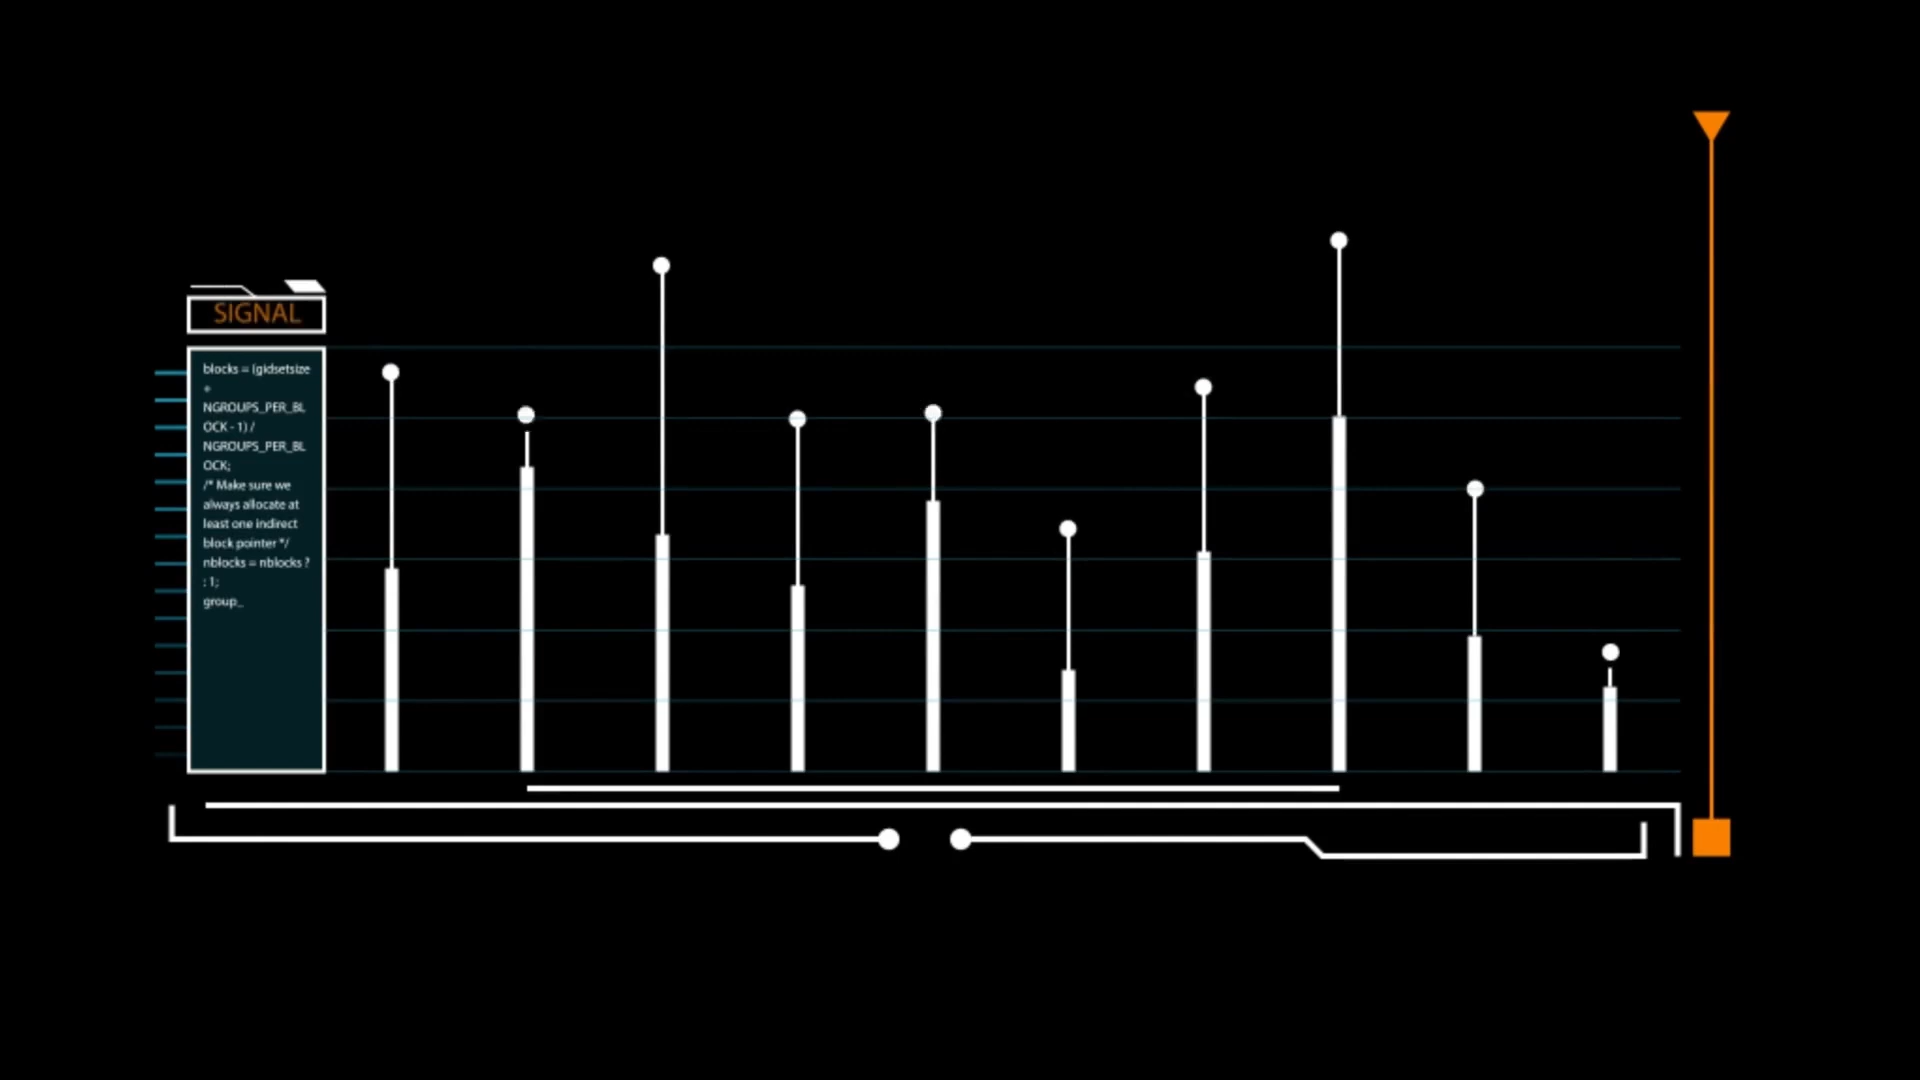 SIGNAL
blocks = (gidsetsize
+
NGROUPS_PER_BL
OCK - 1) /
NGROUPS_PER_BL
OCK;
/* Make sure we
always allocate at
least one indirect
block pointer */
nblocks = nblocks ?
: 1;
group_